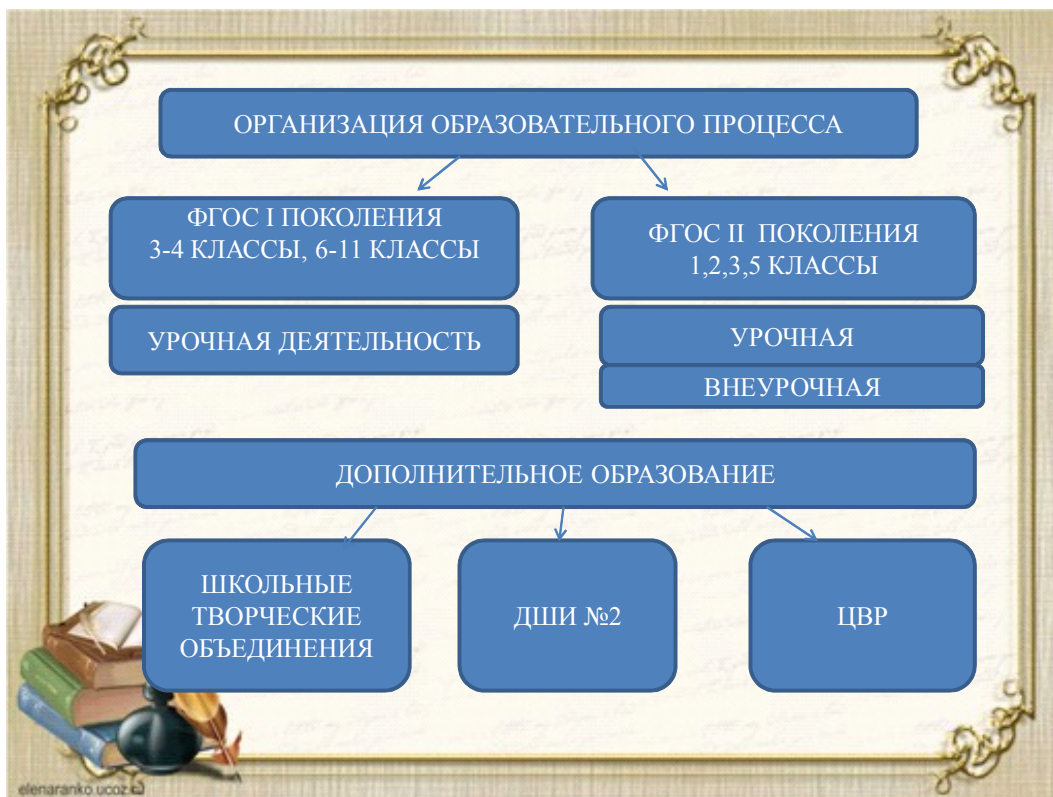 ОРГАНИЗАЦИЯ ОБРАЗОВАТЕЛЬНОГО ПРОЦЕССА
ФГОС I ПОКОЛЕНИЯ
3-4 КЛАССЫ, 6-11 КЛАССЫ
ФГОС II ПОКОЛЕНИЯ
1,2,3,5 КЛАССЫ
УРОЧНАЯ ДЕЯТЕЛЬНОСТЬ
УРОЧНАЯ
ВНЕУРОЧНАЯ
ДОПОЛНИТЕЛЬНОЕ ОБРАЗОВАНИЕ
ШКОЛЬНЫЕ
ТВОРЧЕСКИЕ
ОБЪЕДИНЕНИЯ
ДШИ №2
ЦВР
elenaranko.ucoz.ru